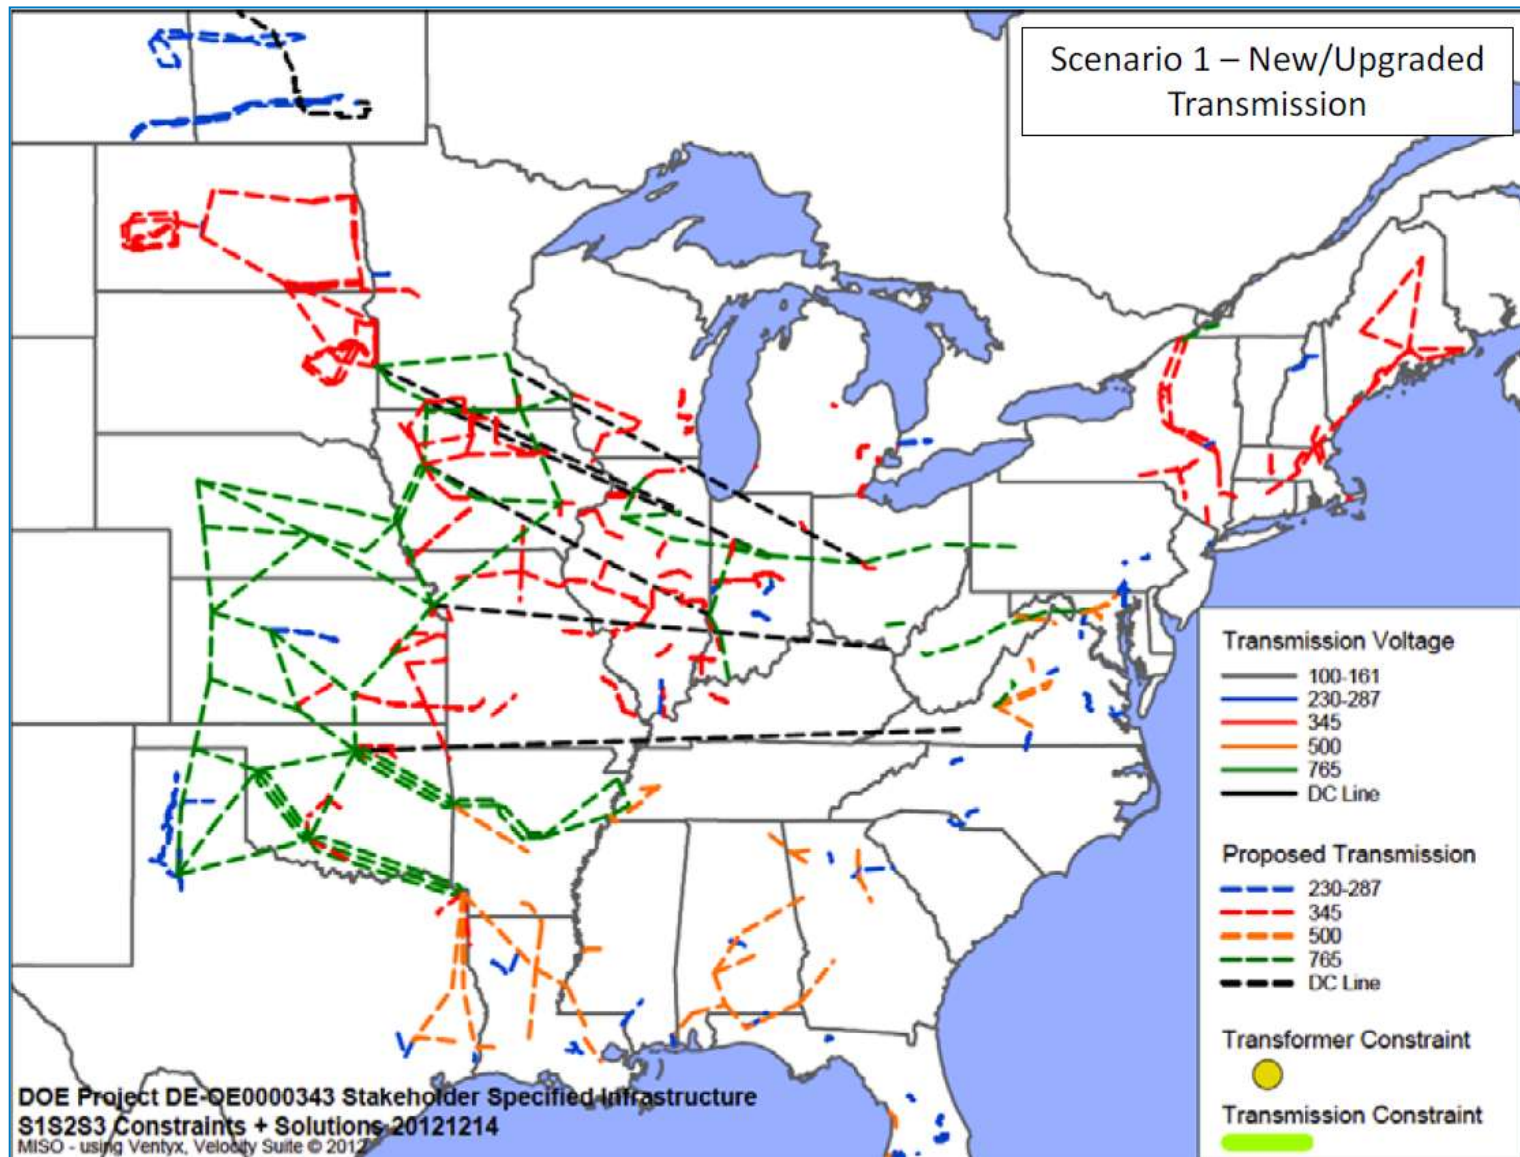 Scenario 1 – New/Upgraded
Transmission
Transmission Voltage
100-161
230-287
345
500
765
DC Line
Proposed Transmission
230-287
345
500
765
DC Line
Transformer Constraint
Transmission Constraint
DOE Project DE-OE0000343 Stakeholder Specified Infrastructure
S1S2S3 Constraints + Solutions 20121214
MISO - using Ventyx, Velocity Suite © 2012